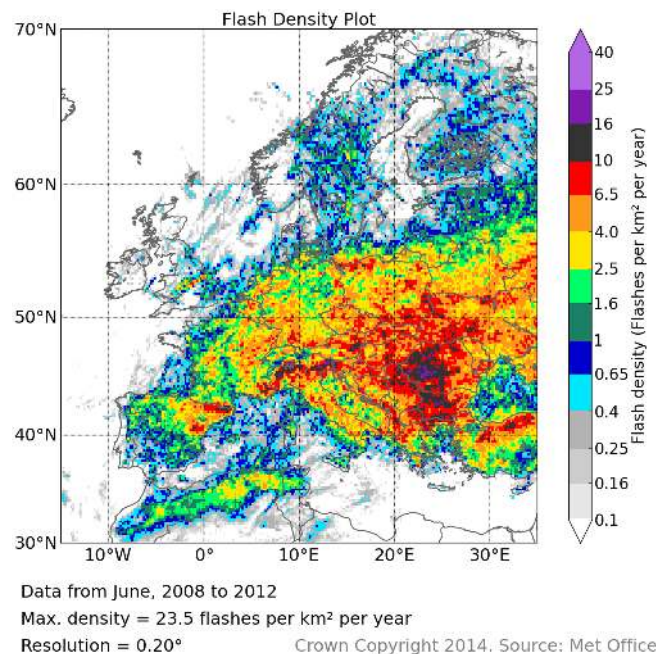 Flash Density Plot
70°N
60°N
50°N
40°N
30°N
10°W
0°
10°E
20°E
30°E
40
25
16
10
6.5
4.0
2.5
1.6
1
0.65
0.4
0.25
0.16
0.1
Flash density (Flashes per km² per year)
Data from June, 2008 to 2012
Max. density = 23.5 flashes per km² per year
Resolution = 0.20°
Crown Copyright 2014. Source: Met Office